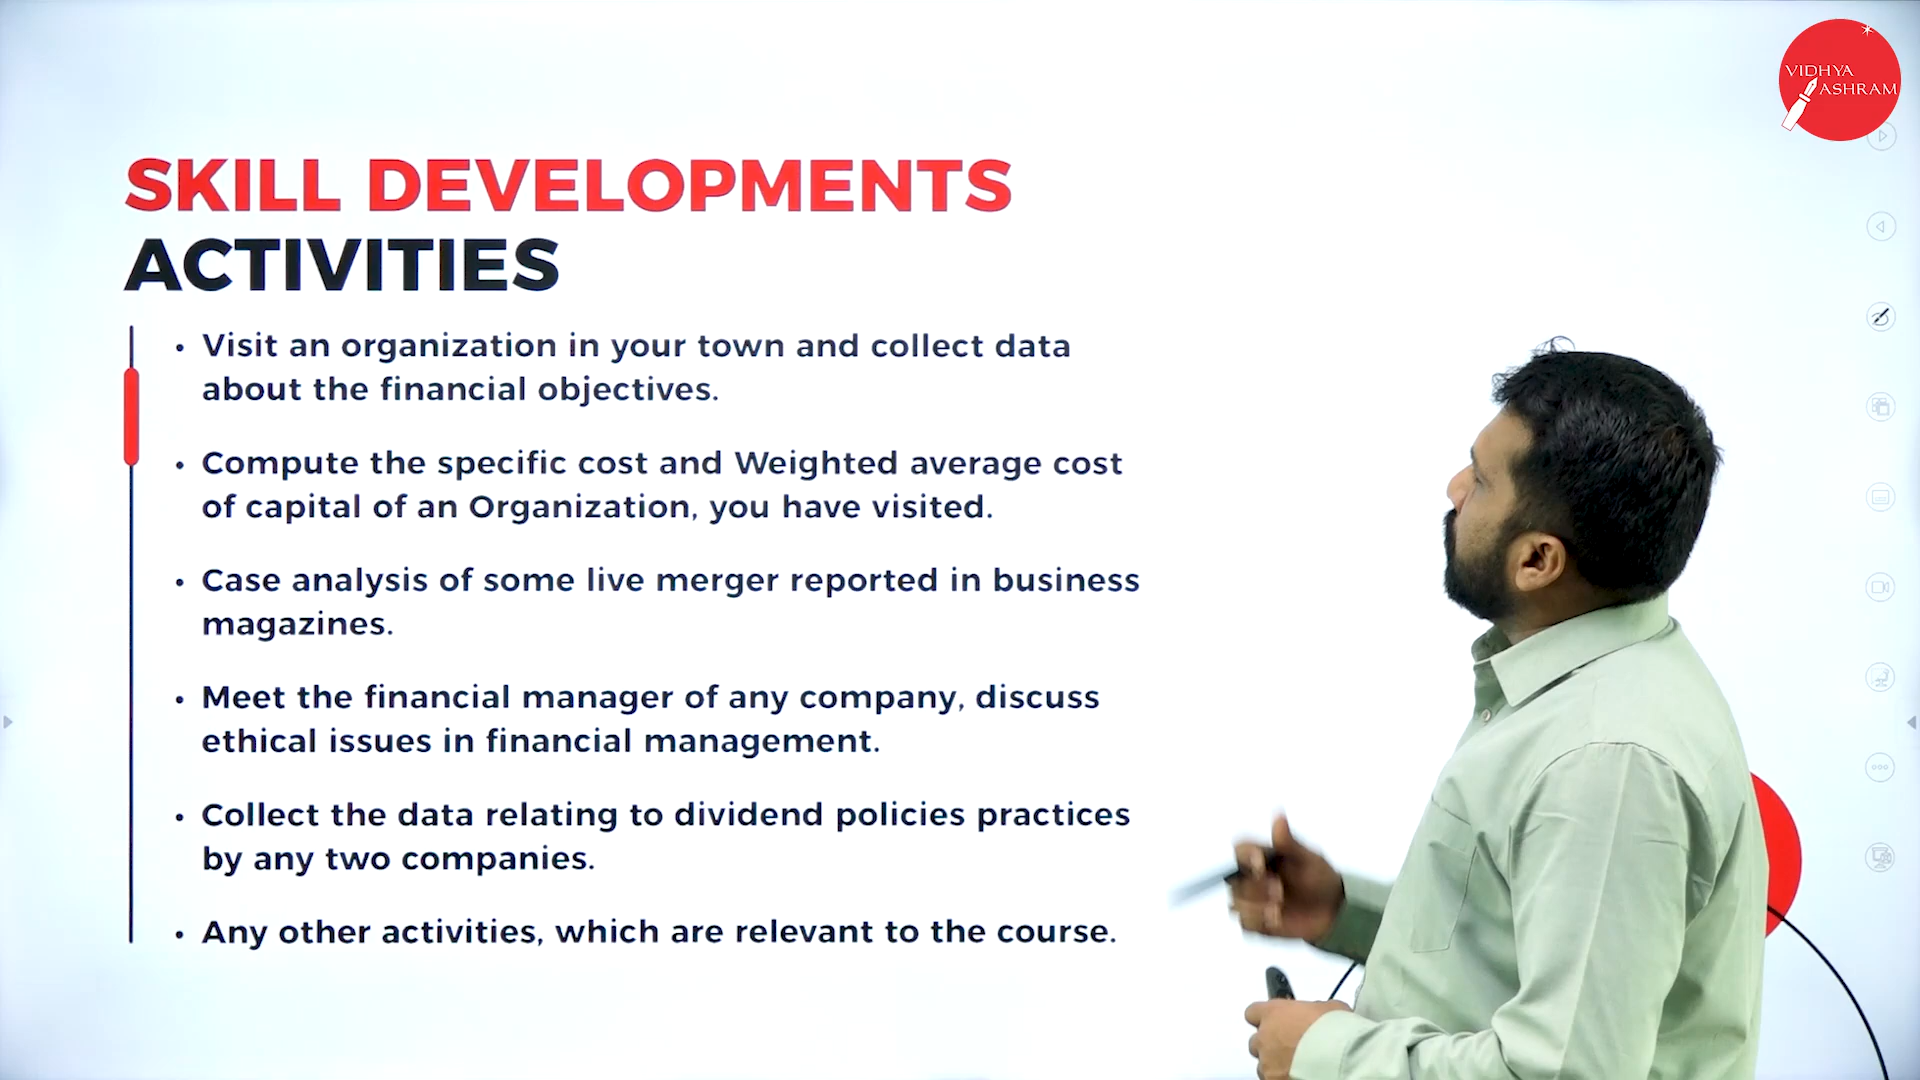 VIDHYA
ASHRAM
SKILL DEVELOPMENTS
ACTIVITIES
• Visit an organization in your town and collect data
about the financial objectives.
• Compute the specific cost and Weighted average cost
of capital of an Organization, you have visited.
• Case analysis of some live merger reported in business
magazines.
• Meet the financial manager of any company, discuss
ethical issues in financial management.
• Collect the data relating to dividend policies practices
by any two companies.
• Any other activities, which are relevant to the course.